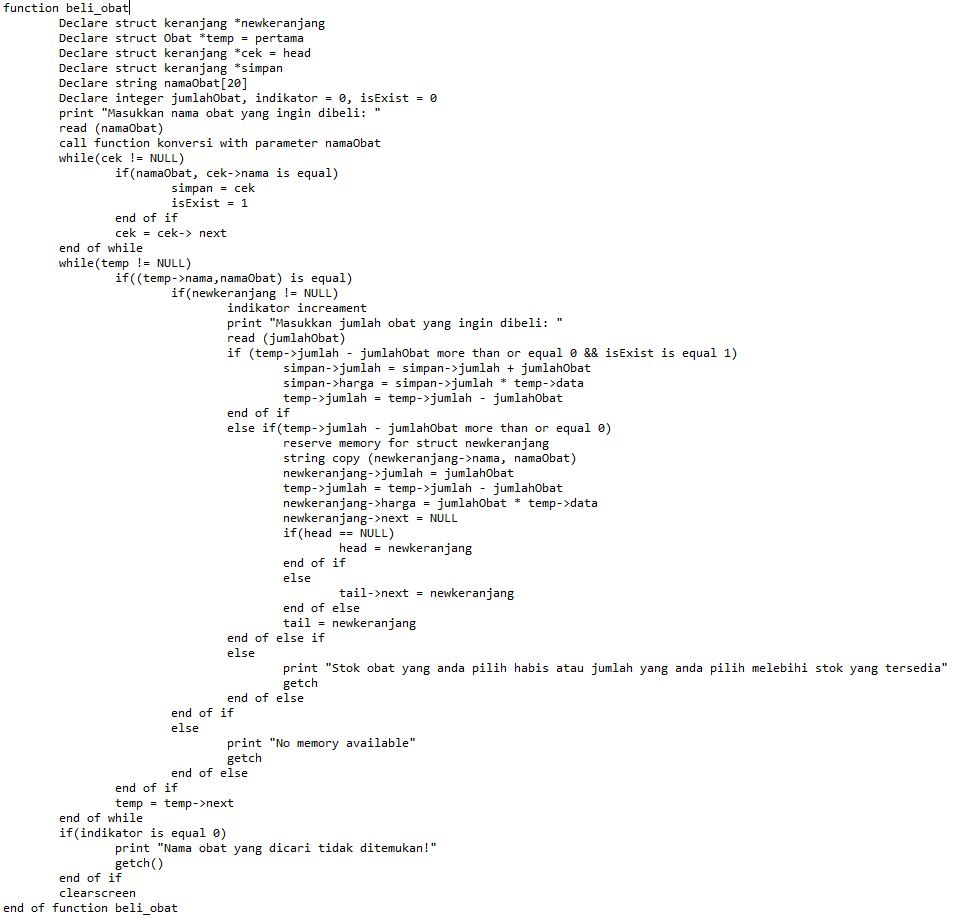 function beli_obat
Declare struct keranjang *newkeranjang
Declare struct Obat *temp = pertama
Declare struct keranjang *cek = head
Declare struct keranjang *simpan
Declare string namaObat[20]
Declare integer jumlahObat, indikator = 0, isExist = 0
print "Masukkan nama obat yang ingin dibeli: "
read (namaObat)
call function konversi with parameter namaObat
while(cek != NULL)
if(namaObat, cek->nama is equal)
simpan = cek
isExist = 1
end of if
cek = cek-> next
end of while
while(temp != NULL)
if((temp->nama,namaObat) is equal)
if(newkeranjang != NULL)
indikator increament
print "Masukkan jumlah obat yang ingin dibeli: "
read (jumlahObat)
if (temp->jumlah - jumlahObat more than or equal 0 && isExist is equal 1)
simpan->jumlah = simpan->jumlah + jumlahObat
simpan->harga = simpan->jumlah * temp->data
temp->jumlah = temp->jumlah - jumlahObat
end of if
else if(temp->jumlah - jumlahObat more than or equal 0)
reserve memory for struct newkeranjang
string copy (newkeranjang->nama, namaObat)
newkeranjang->jumlah = jumlahObat
temp->jumlah = temp->jumlah - jumlahObat
newkeranjang->harga = jumlahObat * temp->data
newkeranjang->next = NULL
if(head == NULL)
head = newkeranjang
end of if
else
tail->next = newkeranjang
end of else
tail = newkeranjang
end of else if
else
print "Stok obat yang anda pilih habis atau jumlah yang anda pilih melebihi stok yang tersedia"
getch
end of else
end of if
else
print "No memory available"
getch
end of else
end of if
temp = temp->next
end of while
if(indikator is equal 0)
print "Nama obat yang dicari tidak ditemukan!"
getch()
end of if
clearscreen
end of function beli_obat